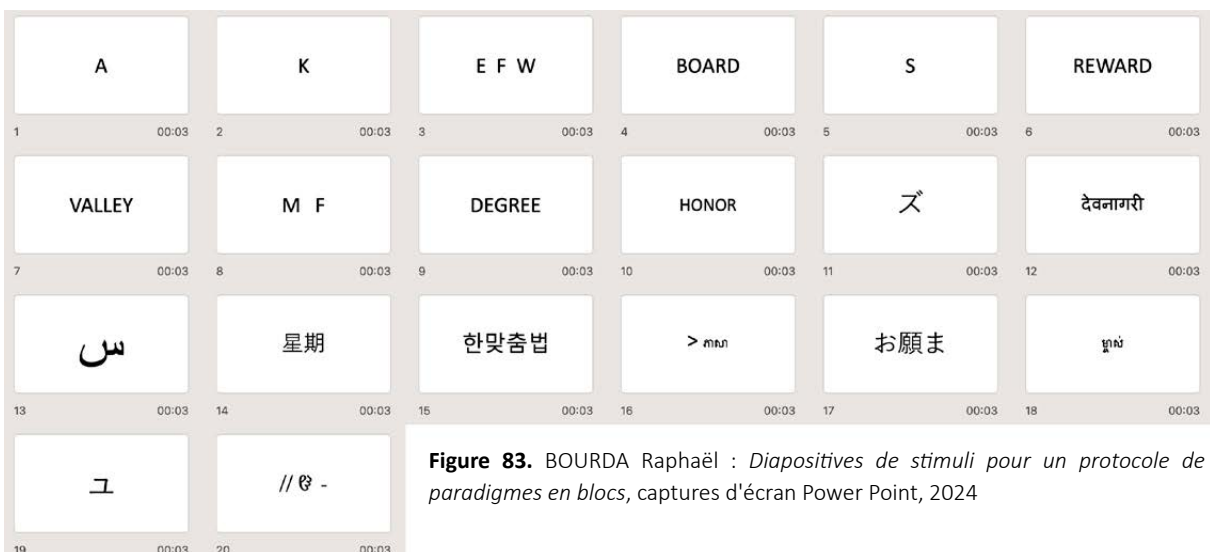 A
K
E F W
BOARD
S
REWARD
1 00:03
2 00:03
3 00:03
4 00:03
5 00:03
6 00:03
VALLEY
M F
DEGREE
HONOR
ズ
देवनागरी
7 00:03
8 00:03
9 00:03
10 00:03
11 00:03
12 00:03
س
星期
한맞춤법
> ភាសា
お願ま
13 00:03
14 00:03
15 00:03
16 00:03
17 00:03
18 00:03
ユ
// -
19 00:03
20 00:03
Figure 83. BOURDA Raphaël : Diapositives de stimuli pour un protocole de
paradigmes en blocs, captures d'écran Power Point, 2024